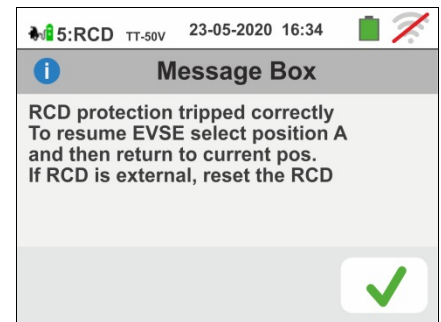 5:RCD TT-50V 23-05-2020 16:34
i Message Box
RCD protection tripped correctly
To resume EVSE select position A
and then return to current pos.
If RCD is external, reset the RCD